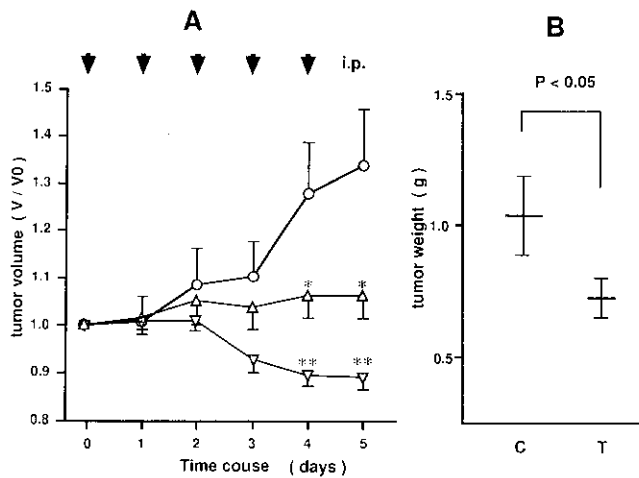 A
B
i.p.
P < 0.05
1.5
1.4
1.3
1.2
1.1
1.0
0.9
0.8
tumor volume ( V / V0 )
* *
** **
0 1 2 3 4 5
Time couse ( days )
1.5
1.0
0.5
tumor weight ( g )
C T